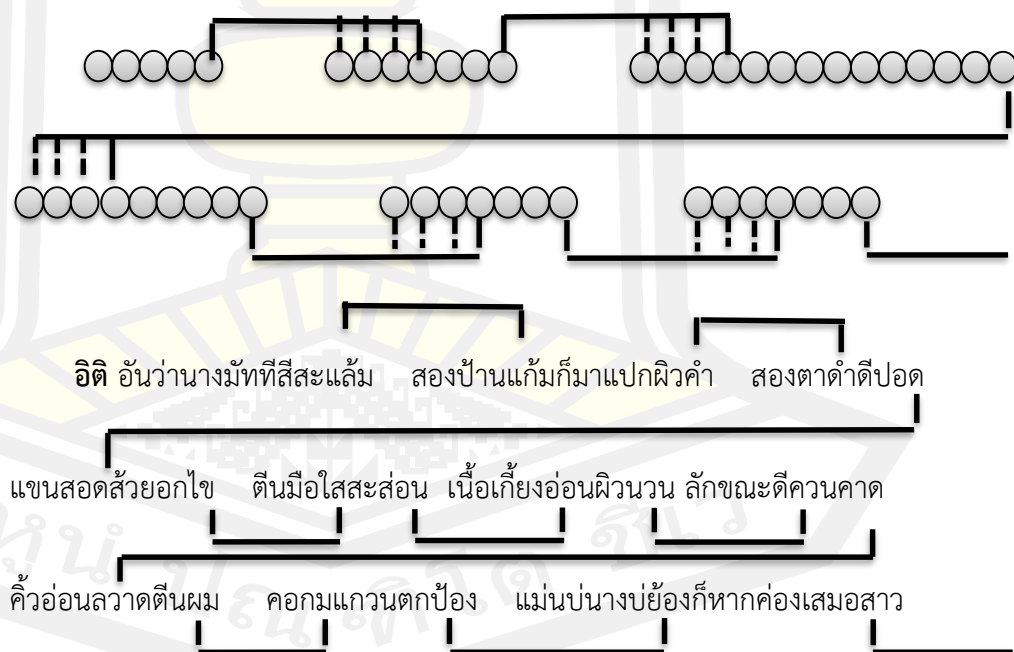 อิติ อันว่านางมัททีสีสะแล้ม สองป้านแก้มก็มาแปกผิวคำ สองตาดำดีปอด
แขนสอดส้วยอกไข ตีนมือใสสะส่อน เนื้อเกี้ยงอ่อนผิวนวน ลักขณะดีควนคาด
คิ้วอ่อนลวาดตีนผม คอกมแกวนตกป้อง แม่นบ่นางบ่ย้องก็หากค่องเสมอสาว